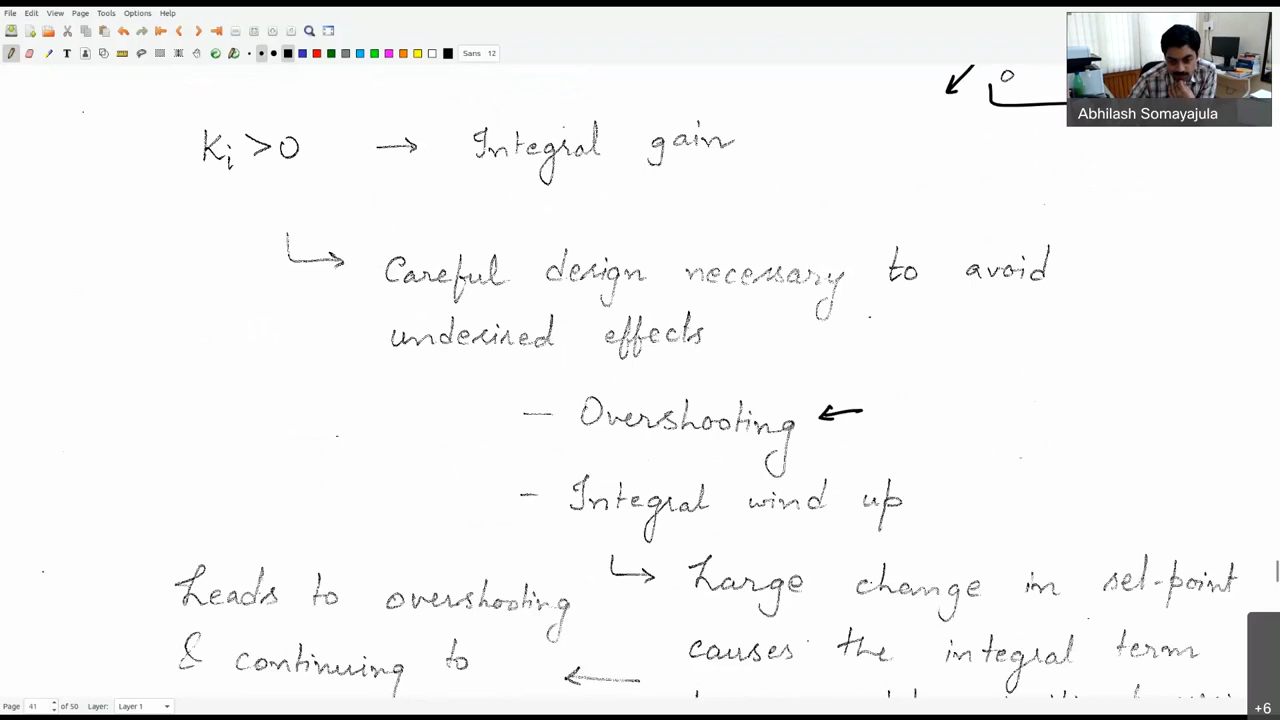 File Edit View Page Tools Options Help
Sans 12
Abhilash Somayajula
0
Ki > 0 → Integral gain
Careful design necessary to avoid
undesired effects
- Overshooting ←
- Integral wind up
Large change in set-point
causes the integral term
Leads to overshooting
& continuing to ←
Page 41 of 50 Layer: Layer 1
+6